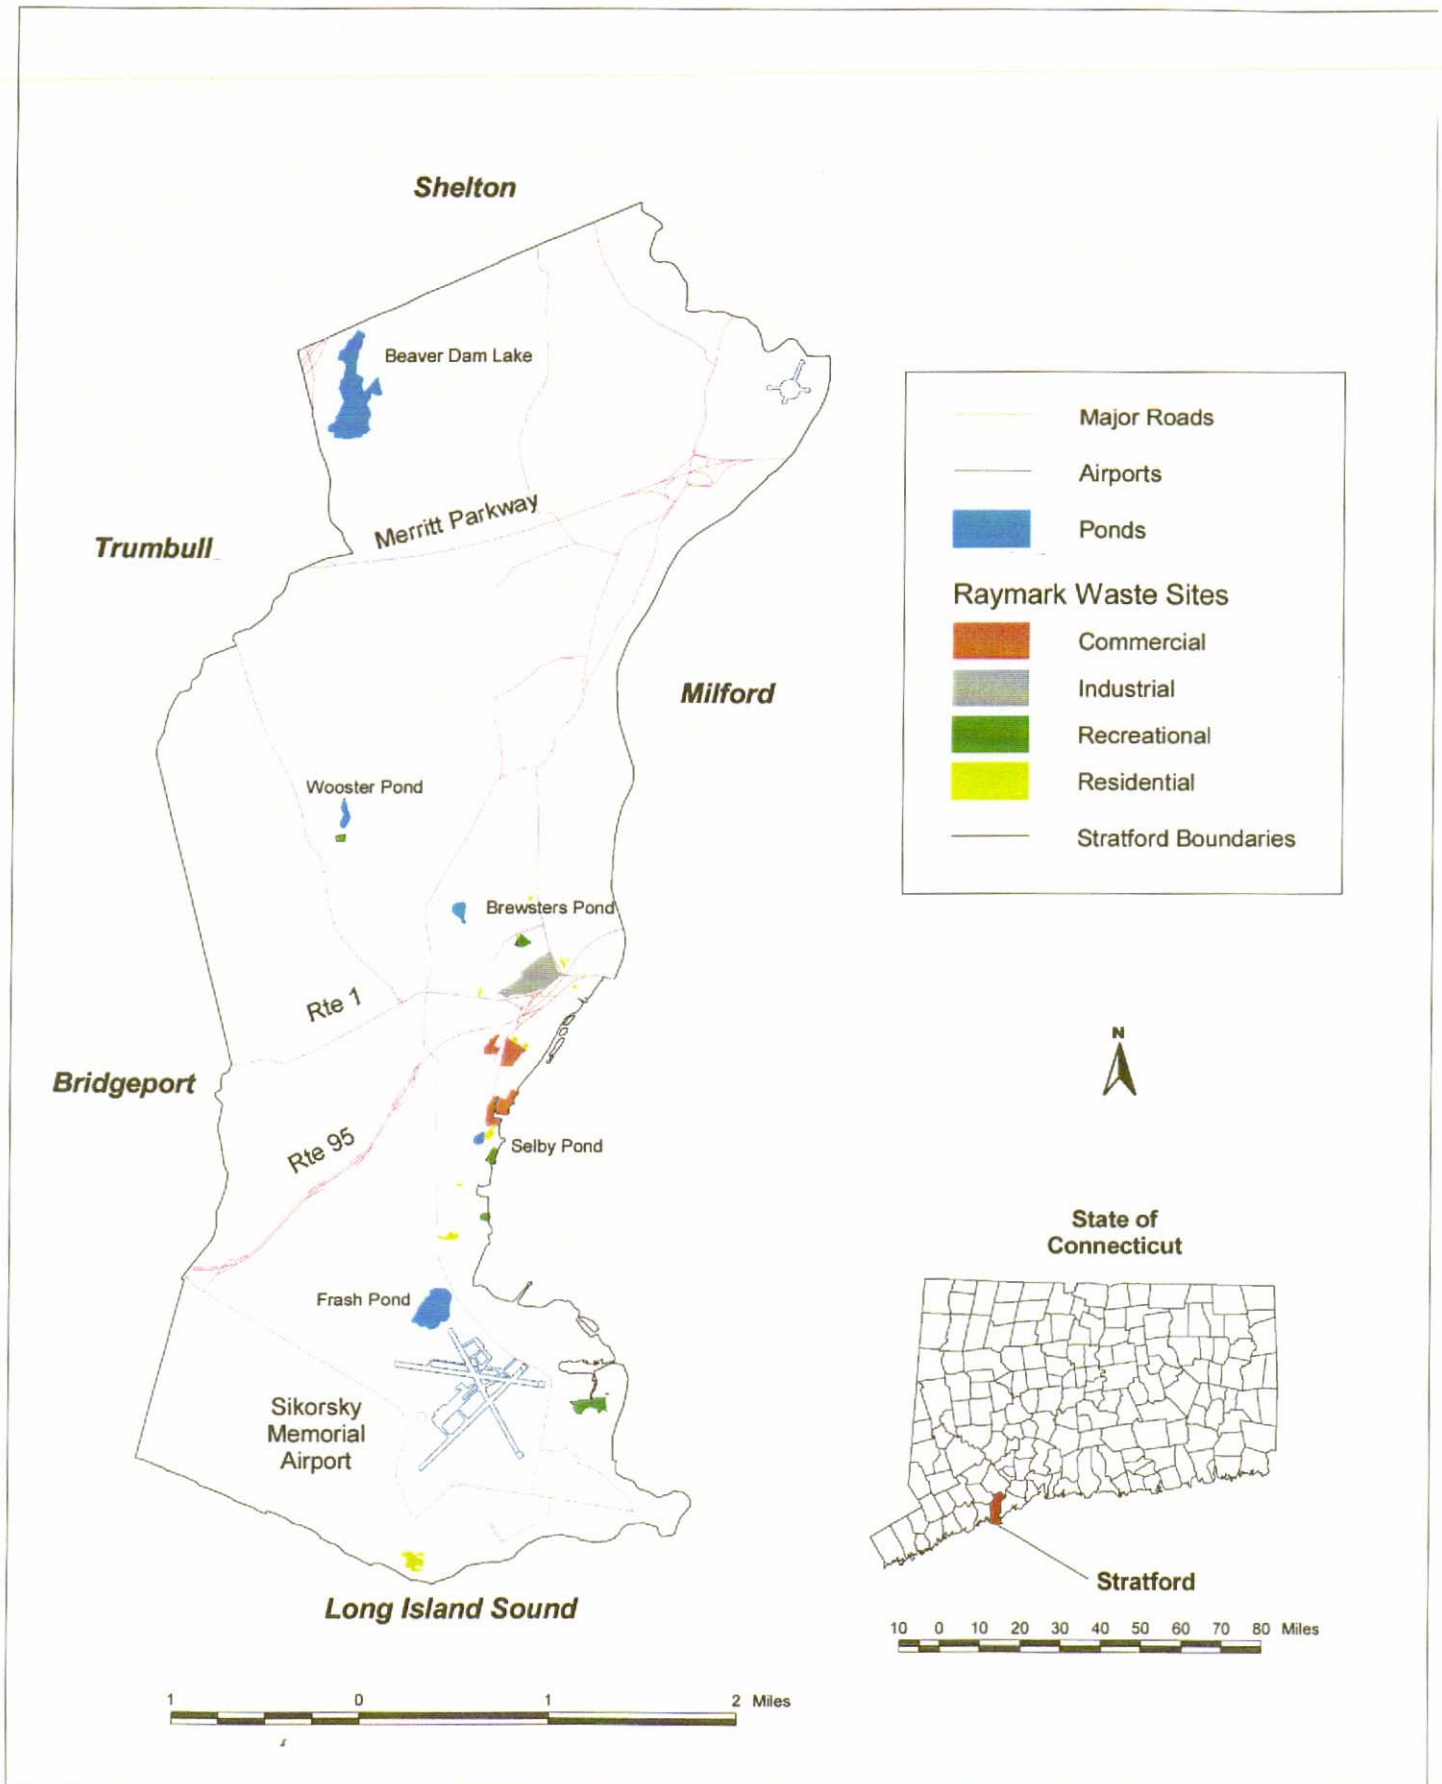 Shelton
Beaver Dam Lake
Merritt Parkway
Trumbull
Milford
Wooster Pond
Brewsters Pond
Rte 1
Bridgeport
Rte 95
Selby Pond
Frash Pond
Sikorsky
Memorial
Airport
Long Island Sound
1 0 1 2 Miles
Major Roads
Airports
Ponds
Raymark Waste Sites
Commercial
Industrial
Recreational
Residential
Stratford Boundaries
N
State of
Connecticut
Stratford
10 0 10 20 30 40 50 60 70 80 Miles